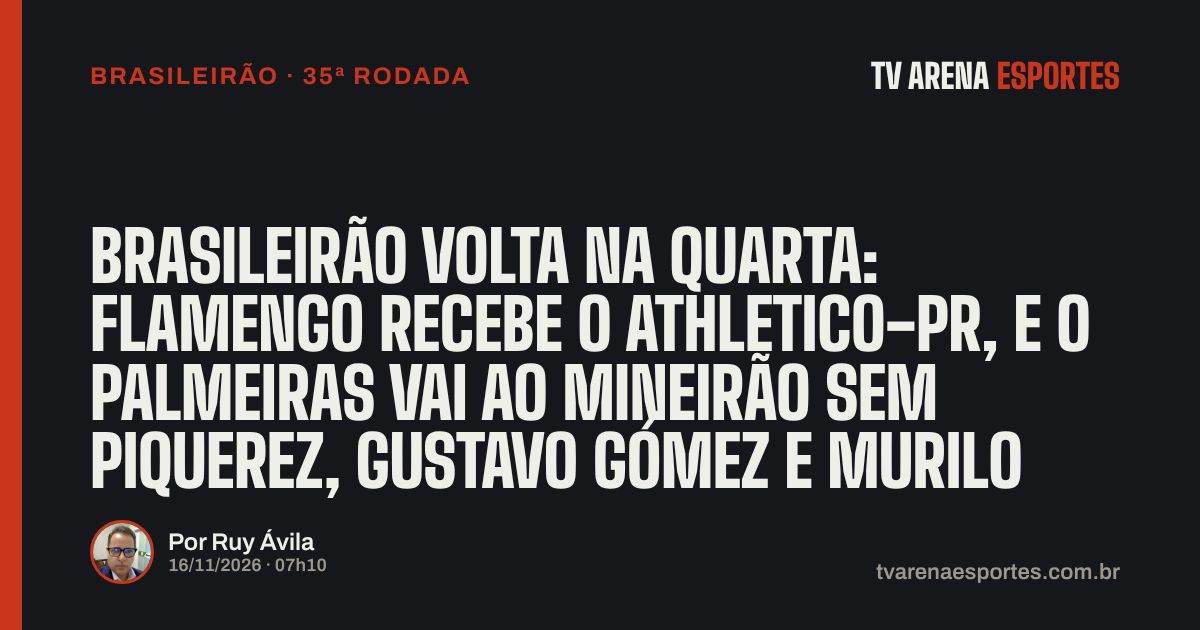 BRASILEIRÃO · 35ª RODADA
TV ARENA ESPORTES
BRASILEIRÃO VOLTA NA QUARTA:
FLAMENGO RECEBE O ATHLETICO-PR, E O
PALMEIRAS VAI AO MINEIRÃO SEM
PIQUEREZ, GUSTAVO GÓMEZ E MURILO
Por Ruy Ávila
16/11/2026 · 07h10
tvarenaesportes.com.br